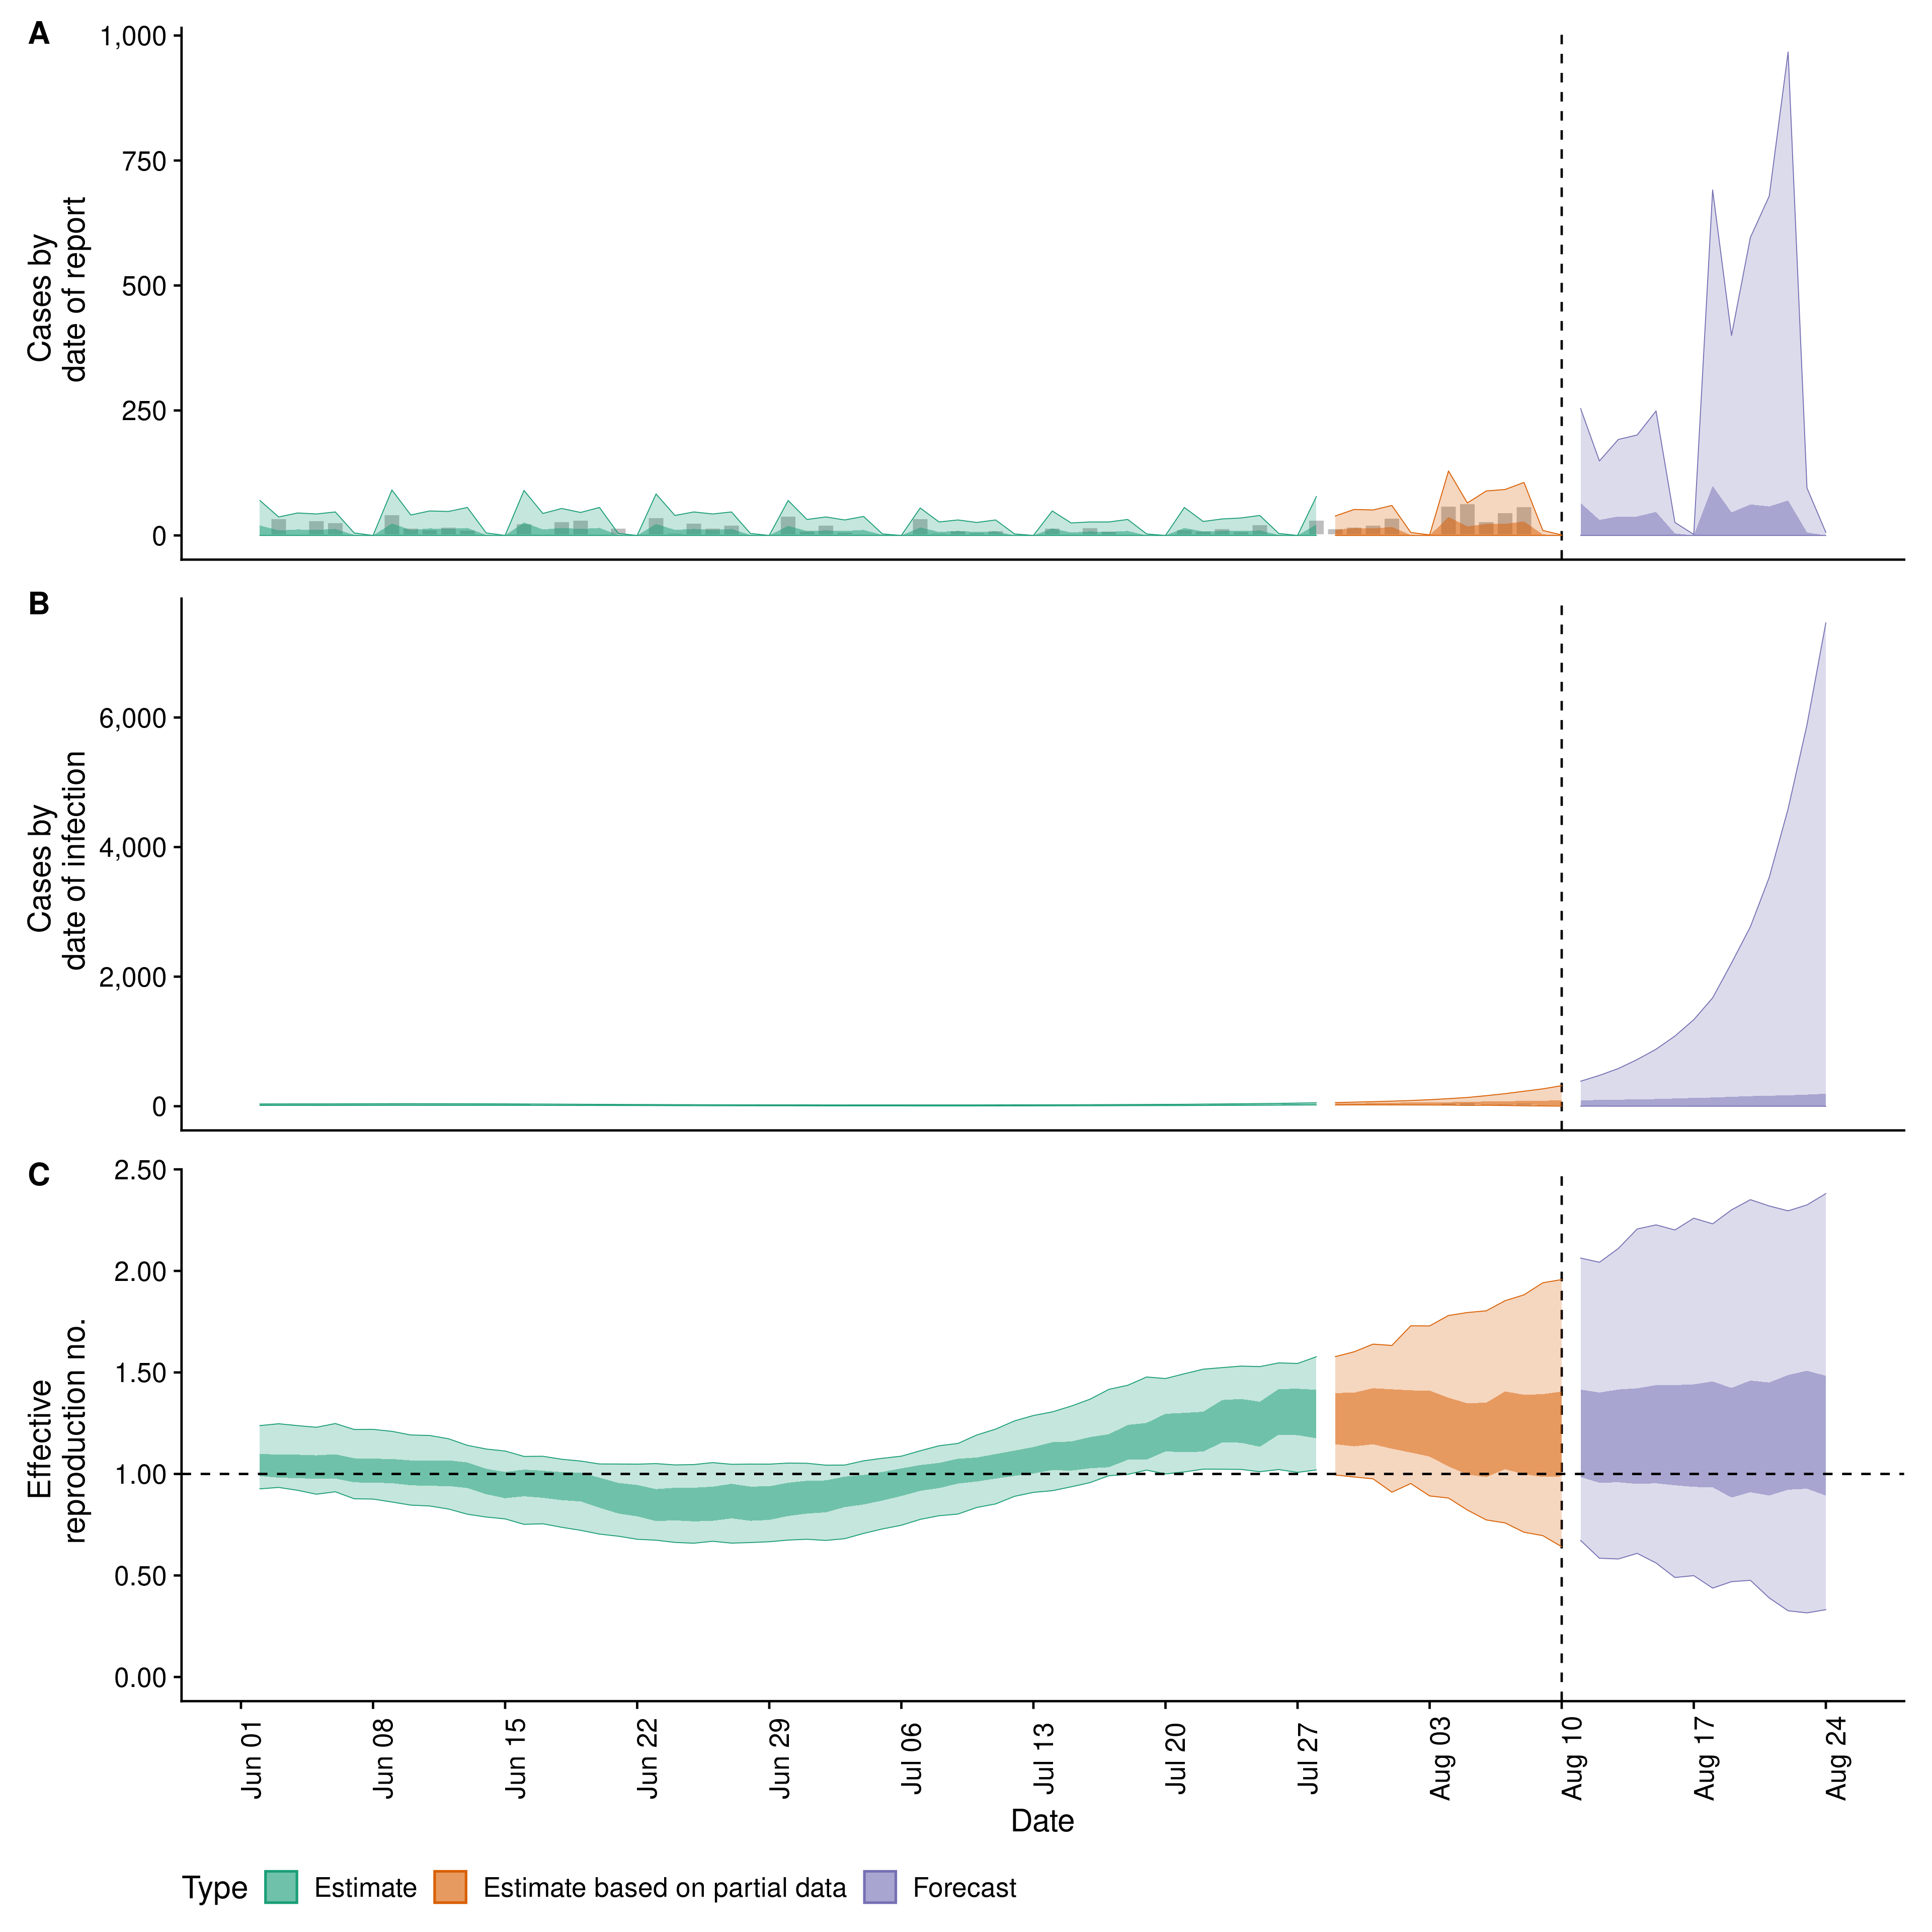 A
Cases by
date of report
1,000
750
500
250
0
B
Cases by
date of infection
6,000
4,000
2,000
0
C
Effective
reproduction no.
2.50
2.00
1.50
1.00
0.50
0.00
Jun 01
Jun 08
Jun 15
Jun 22
Jun 29
Jul 06
Jul 13
Jul 20
Jul 27
Aug 03
Aug 10
Aug 17
Aug 24
Date
Type Estimate Estimate based on partial data Forecast